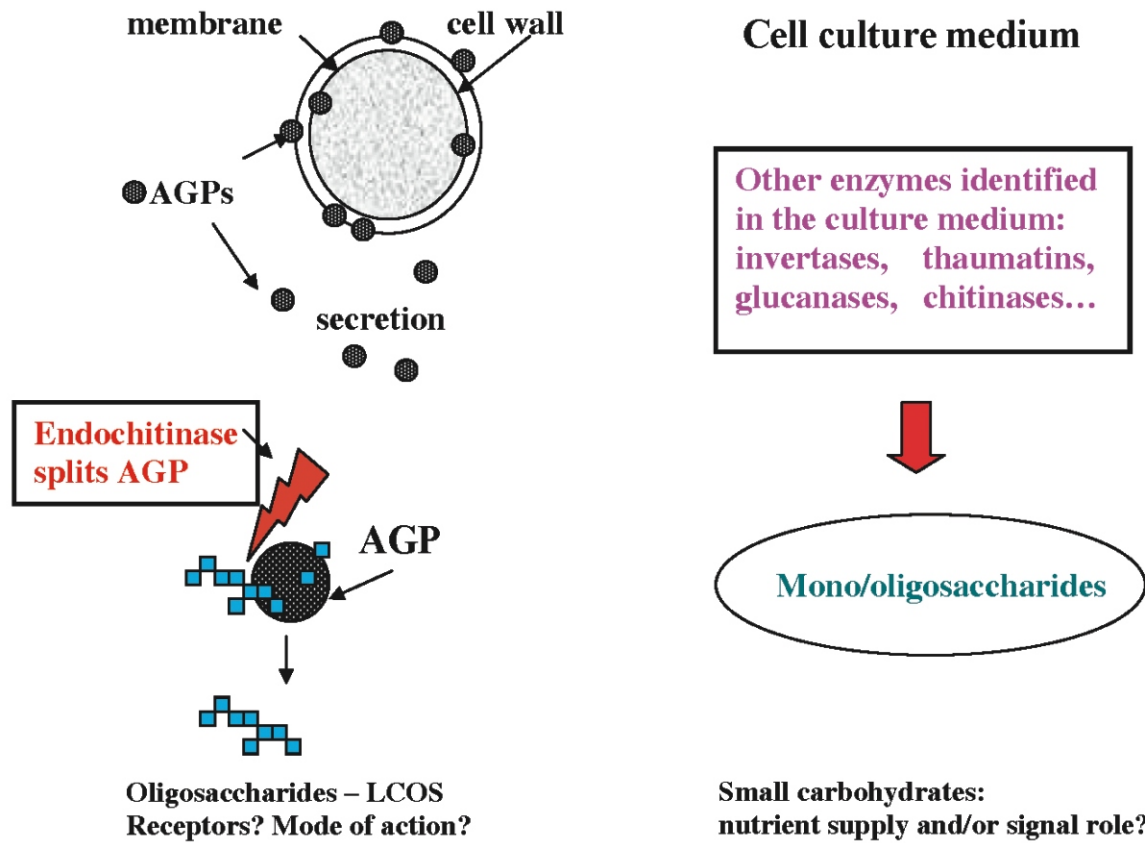 membrane
cell wall
Cell culture medium
AGPs
secretion
Other enzymes identified
in the culture medium:
invertases, thaumatins,
glucanases, chitinases…
Endochitinase
splits AGP
AGP
Mono/oligosaccharides
Oligosaccharides – LCOS
Receptors? Mode of action?
Small carbohydrates:
nutrient supply and/or signal role?